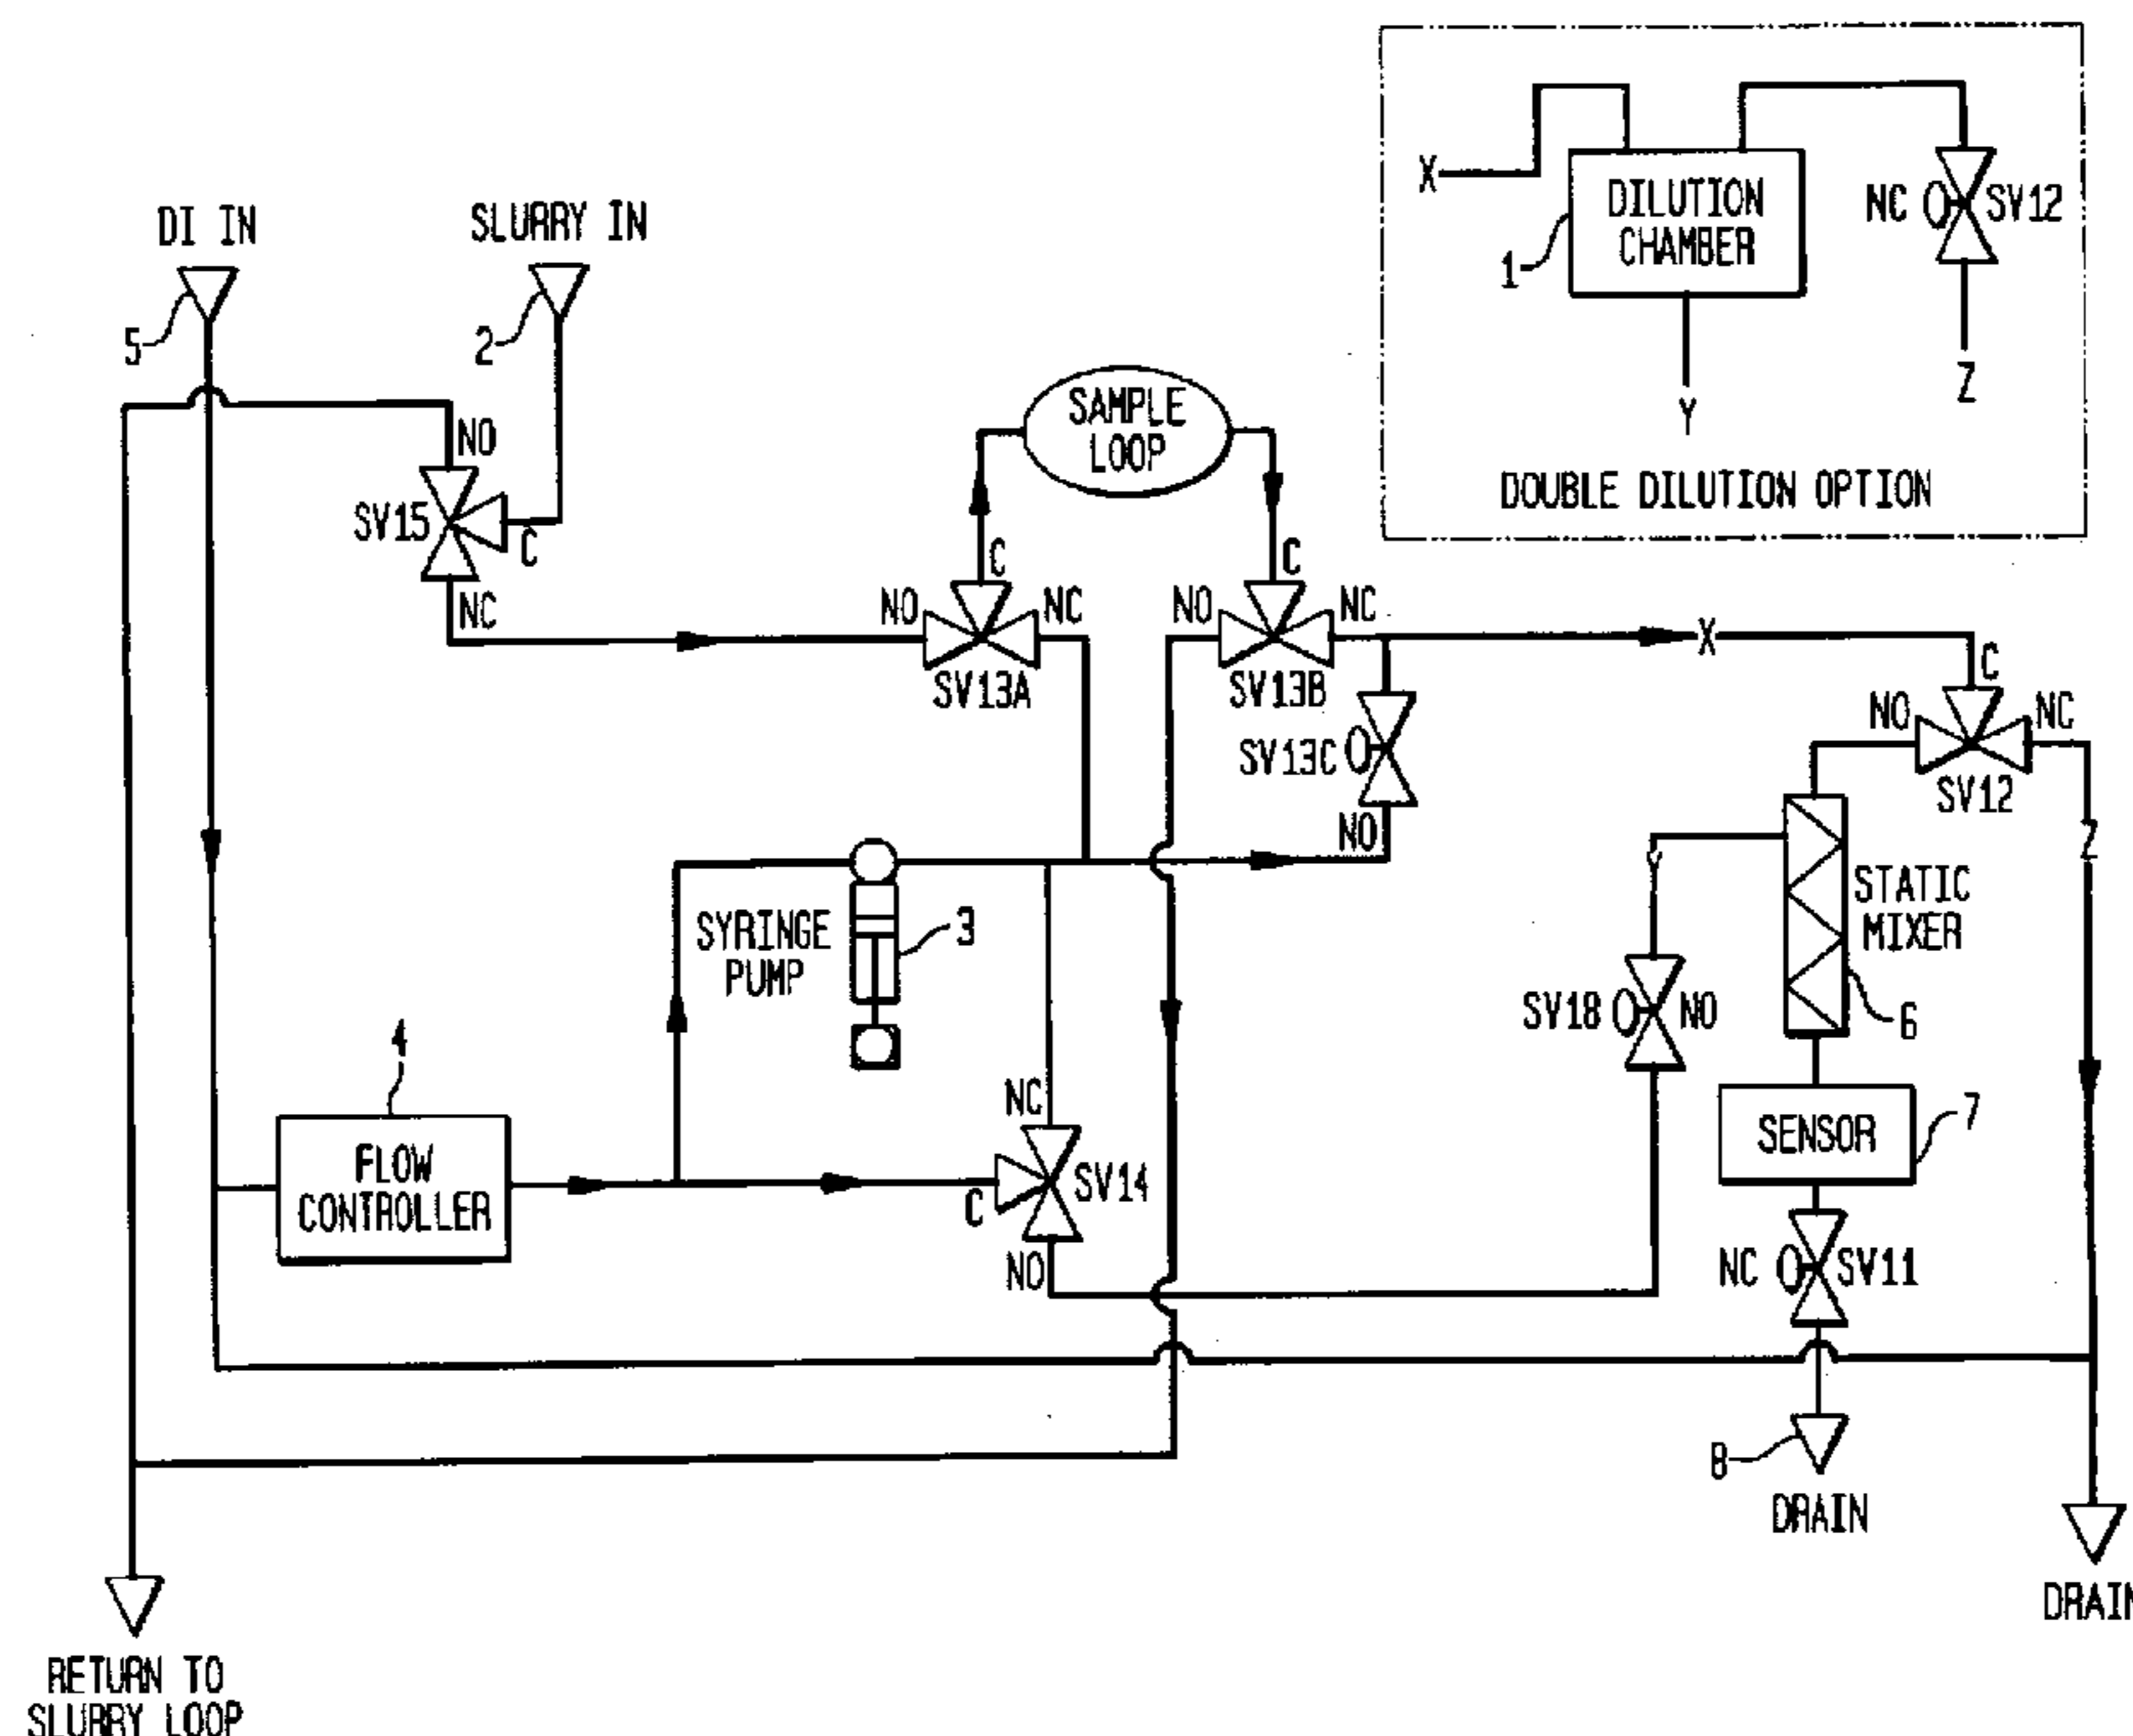 X
DILUTION
CHAMBER
1
NC
SV12
Y
Z
DOUBLE DILUTION OPTION
DI IN
SLURRY IN
5
2
NO
SV15
C
NC
SAMPLE
LOOP
C
C
NO
NC
SV13A
NO
NC
SV13B
X
C
NO
NC
SV12
SV13C
NO
Z
Y
STATIC
MIXER
6
SYRINGE
PUMP
3
SV18
NO
4
FLOW
CONTROLLER
NC
C
SV14
NO
SENSOR
7
NC
SV11
8
DRAIN
DRAIN
RETURN TO
SLURRY LOOP